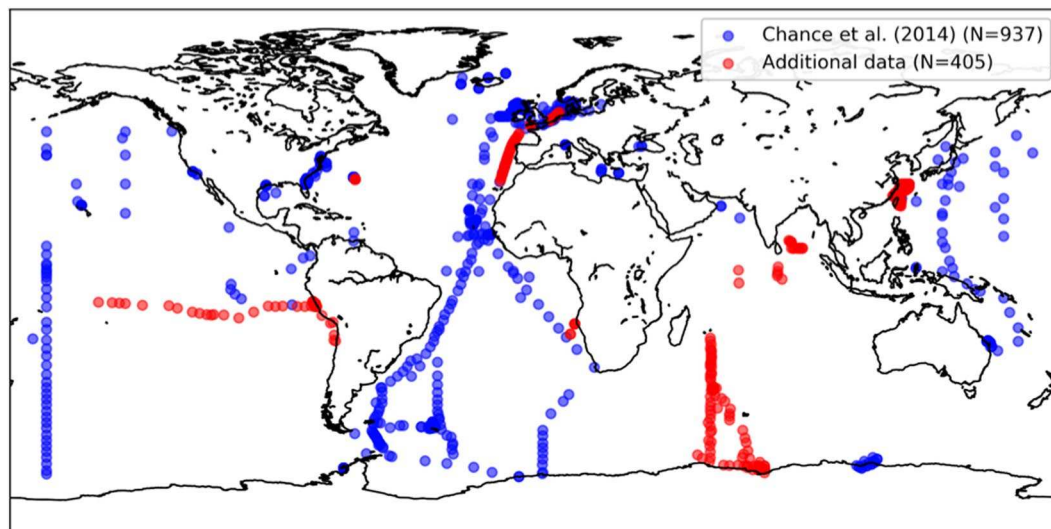 Chance et al. (2014) (N=937)
Additional data (N=405)